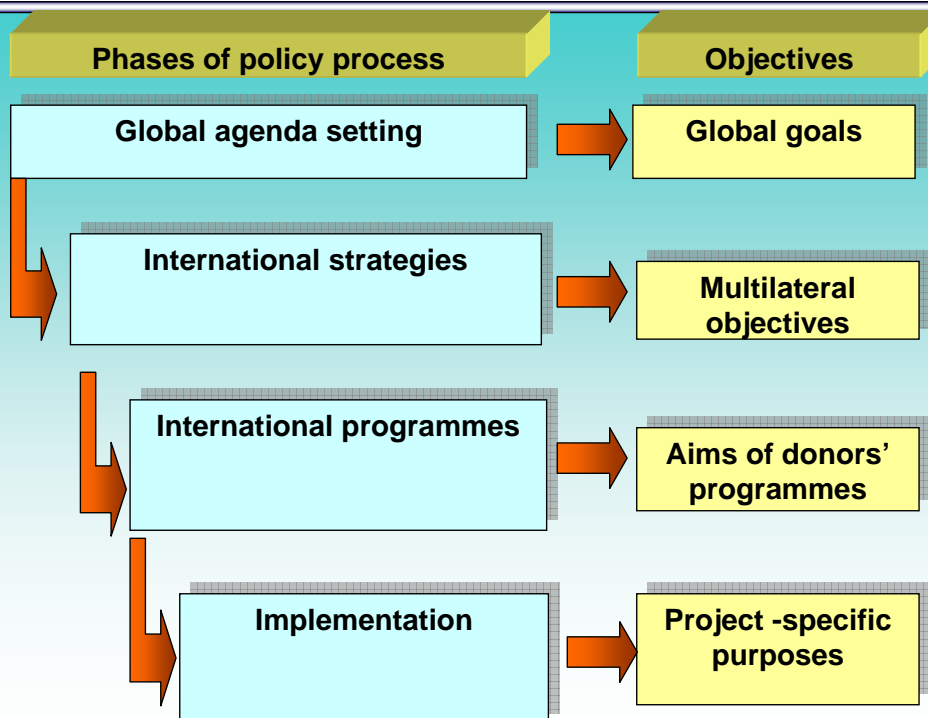 Phases of policy process
Objectives
Global agenda setting
Global goals
International strategies
Multilateral
objectives
International programmes
Aims of donors’
programmes
Implementation
Project -specific
purposes